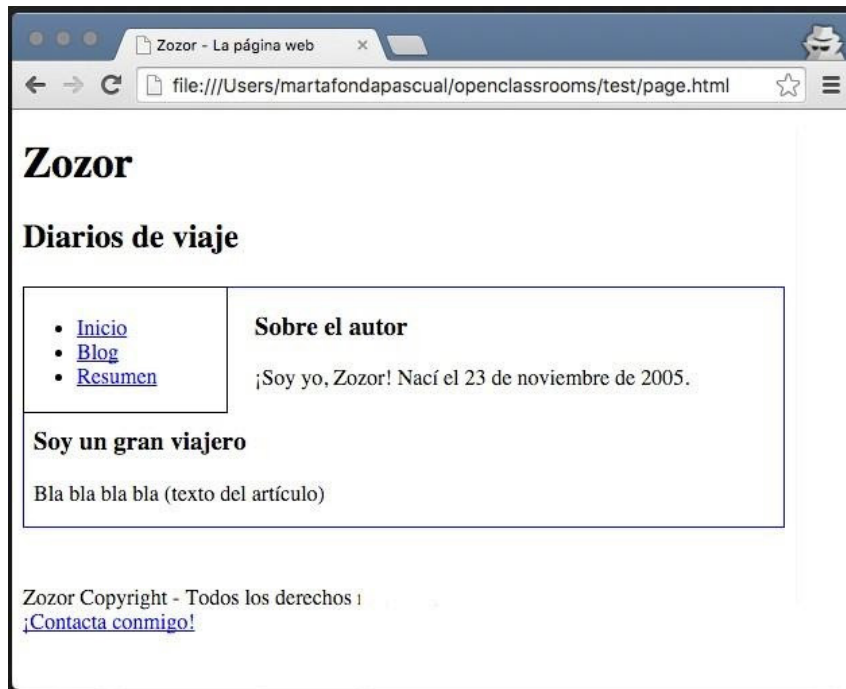 Zozor - La página web
file:///Users/martafondapascual/openclassrooms/test/page.html
Zozor
Diarios de viaje
Inicio
Blog
Resumen
Sobre el autor
¡Soy yo, Zozor! Nací el 23 de noviembre de 2005.
Soy un gran viajero
Bla bla bla bla (texto del artículo)
Zozor Copyright - Todos los derechos
¡Contacta conmigo!